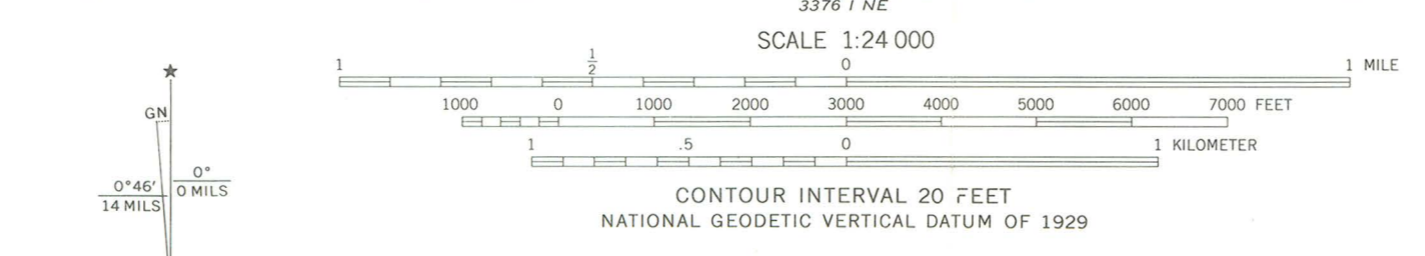 3376 I NE
SCALE 1:24 000
1 1/2 0 1 MILE
1000 0 1000 2000 3000 4000 5000 6000 7000 FEET
1 .5 0 1 KILOMETER
CONTOUR INTERVAL 20 FEET
NATIONAL GEODETIC VERTICAL DATUM OF 1929
★
GN
0°
0 MILS
0°46′
14 MILS